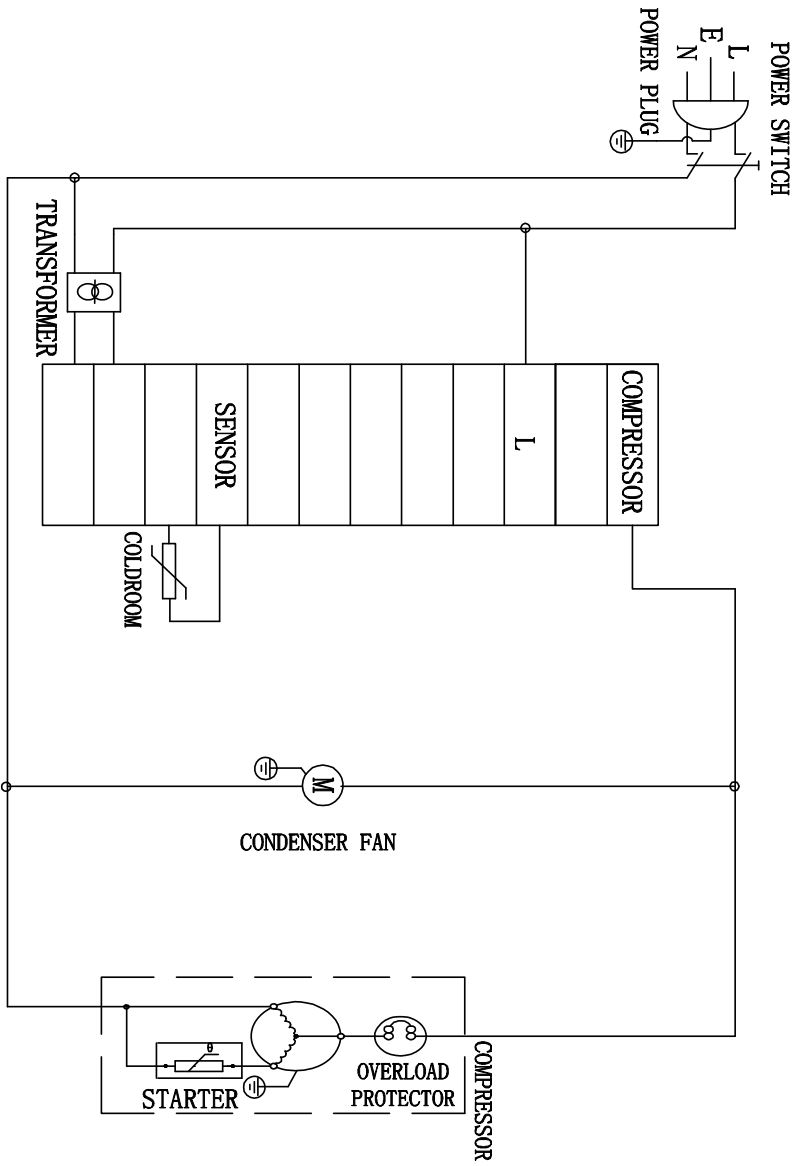 POWER SWITCH
L
E
N
POWER PLUG
TRANSFORMER
COMPRESSOR
L
SENSOR
COLDROOM
M
CONDENSER FAN
COMPRESSOR
OVERLOAD
PROTECTOR
θ
STARTER